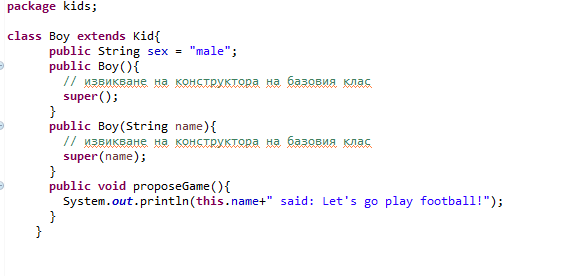 package kids;
class Boy extends Kid{
public String sex = "male";
public Boy(){
// извикване на конструктора на базовия клас
super();
}
public Boy(String name){
// извикване на конструктора на базовия клас
super(name);
}
public void proposeGame(){
System.out.println(this.name+" said: Let's go play football!");
}
}